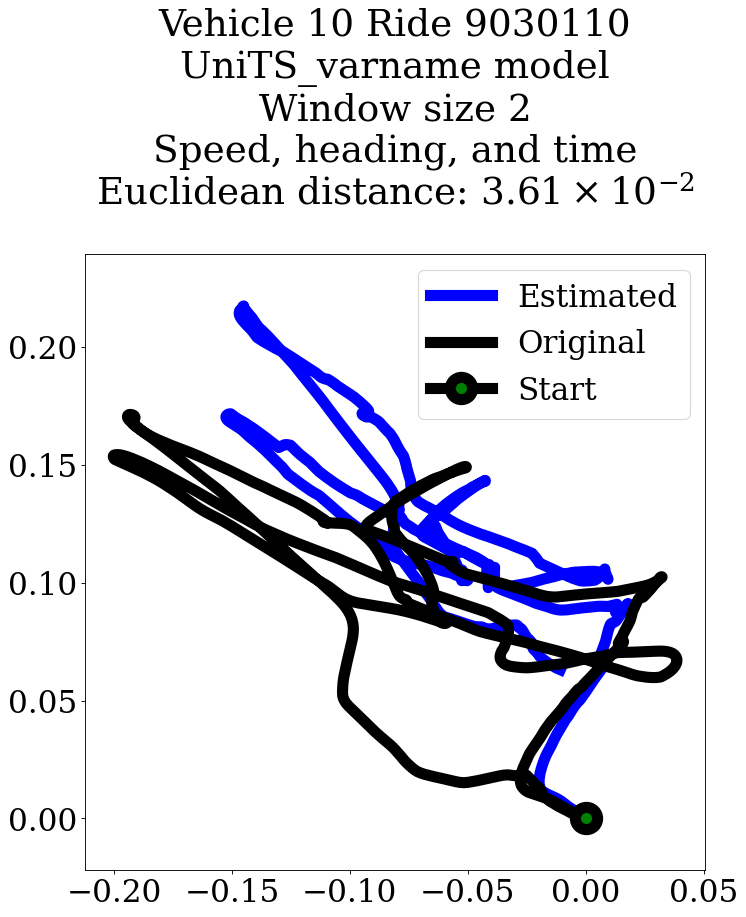 Vehicle 10 Ride 9030110
UniTS_varname model
Window size 2
Speed, heading, and time
Euclidean distance: 3.61 × 10⁻²
Estimated
Original
Start
0.20
0.15
0.10
0.05
0.00
−0.20 −0.15 −0.10 −0.05 0.00 0.05